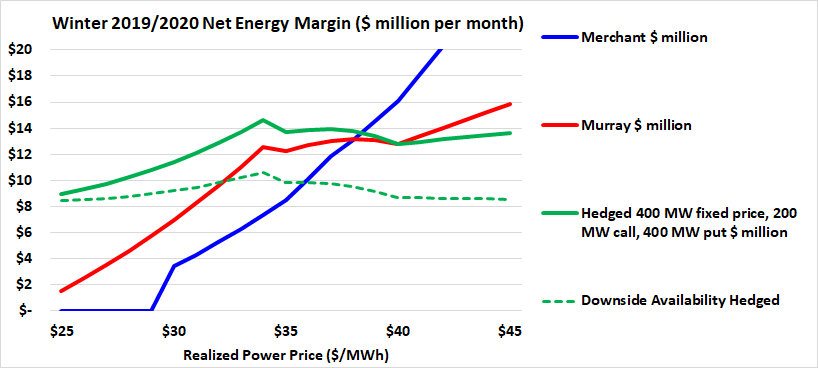 Winter 2019/2020 Net Energy Margin ($ million per month)
$20
$18
$16
$14
$12
$10
$8
$6
$4
$2
$-
$25
$30
$35
$40
$45
Realized Power Price ($/MWh)
Merchant $ million
Murray $ million
Hedged 400 MW fixed price, 200
MW call, 400 MW put $ million
Downside Availability Hedged